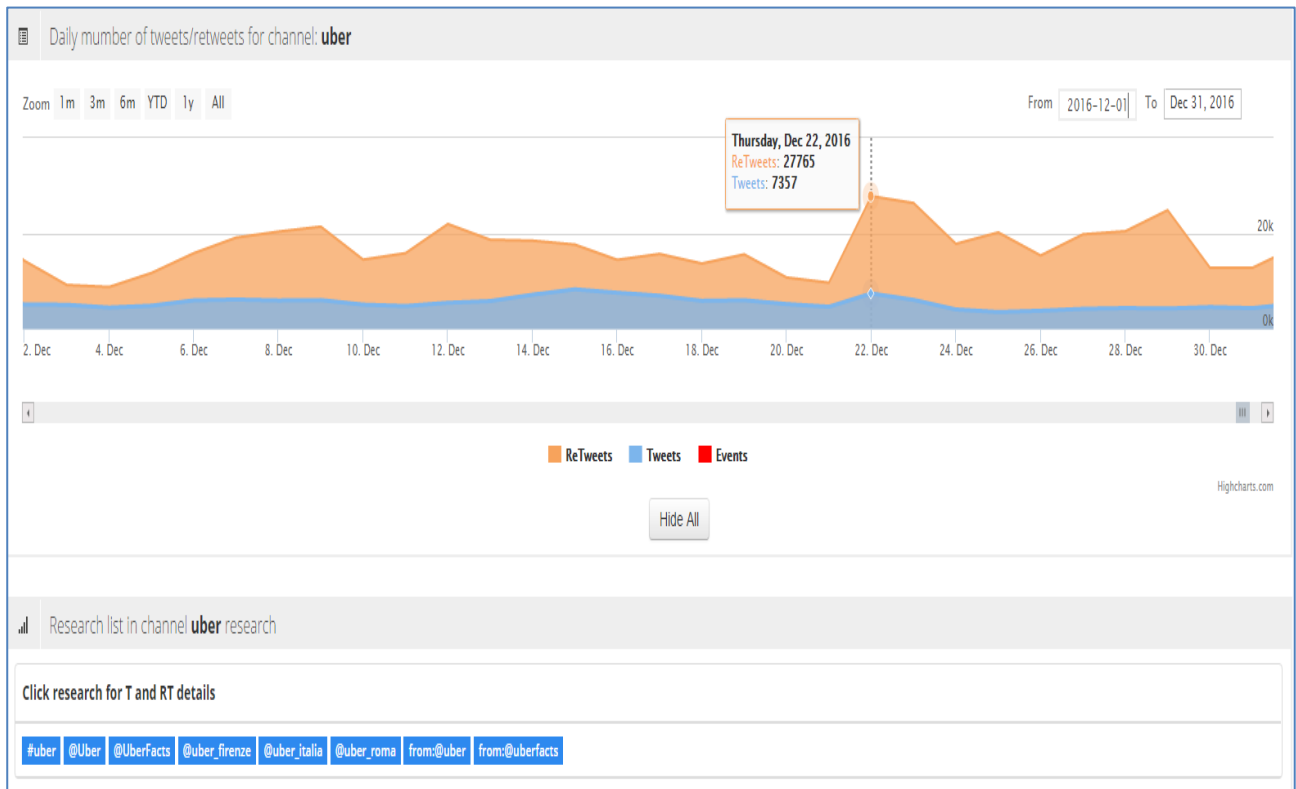 Daily mumber of tweets/retweets for channel: uber
Zoom 1m 3m 6m YTD 1y All
From 2016-12-01 To Dec 31, 2016
Thursday, Dec 22, 2016
ReTweets: 27765
Tweets: 7357
20k
0k
2. Dec 4. Dec 6. Dec 8. Dec 10. Dec 12. Dec 14. Dec 16. Dec 18. Dec 20. Dec 22. Dec 24. Dec 26. Dec 28. Dec 30. Dec
ReTweets Tweets Events
Highcharts.com
Hide All
Research list in channel uber research
Click research for T and RT details
#uber @Uber @UberFacts @uber_firenze @uber_italia @uber_roma from:@uber from:@uberfacts